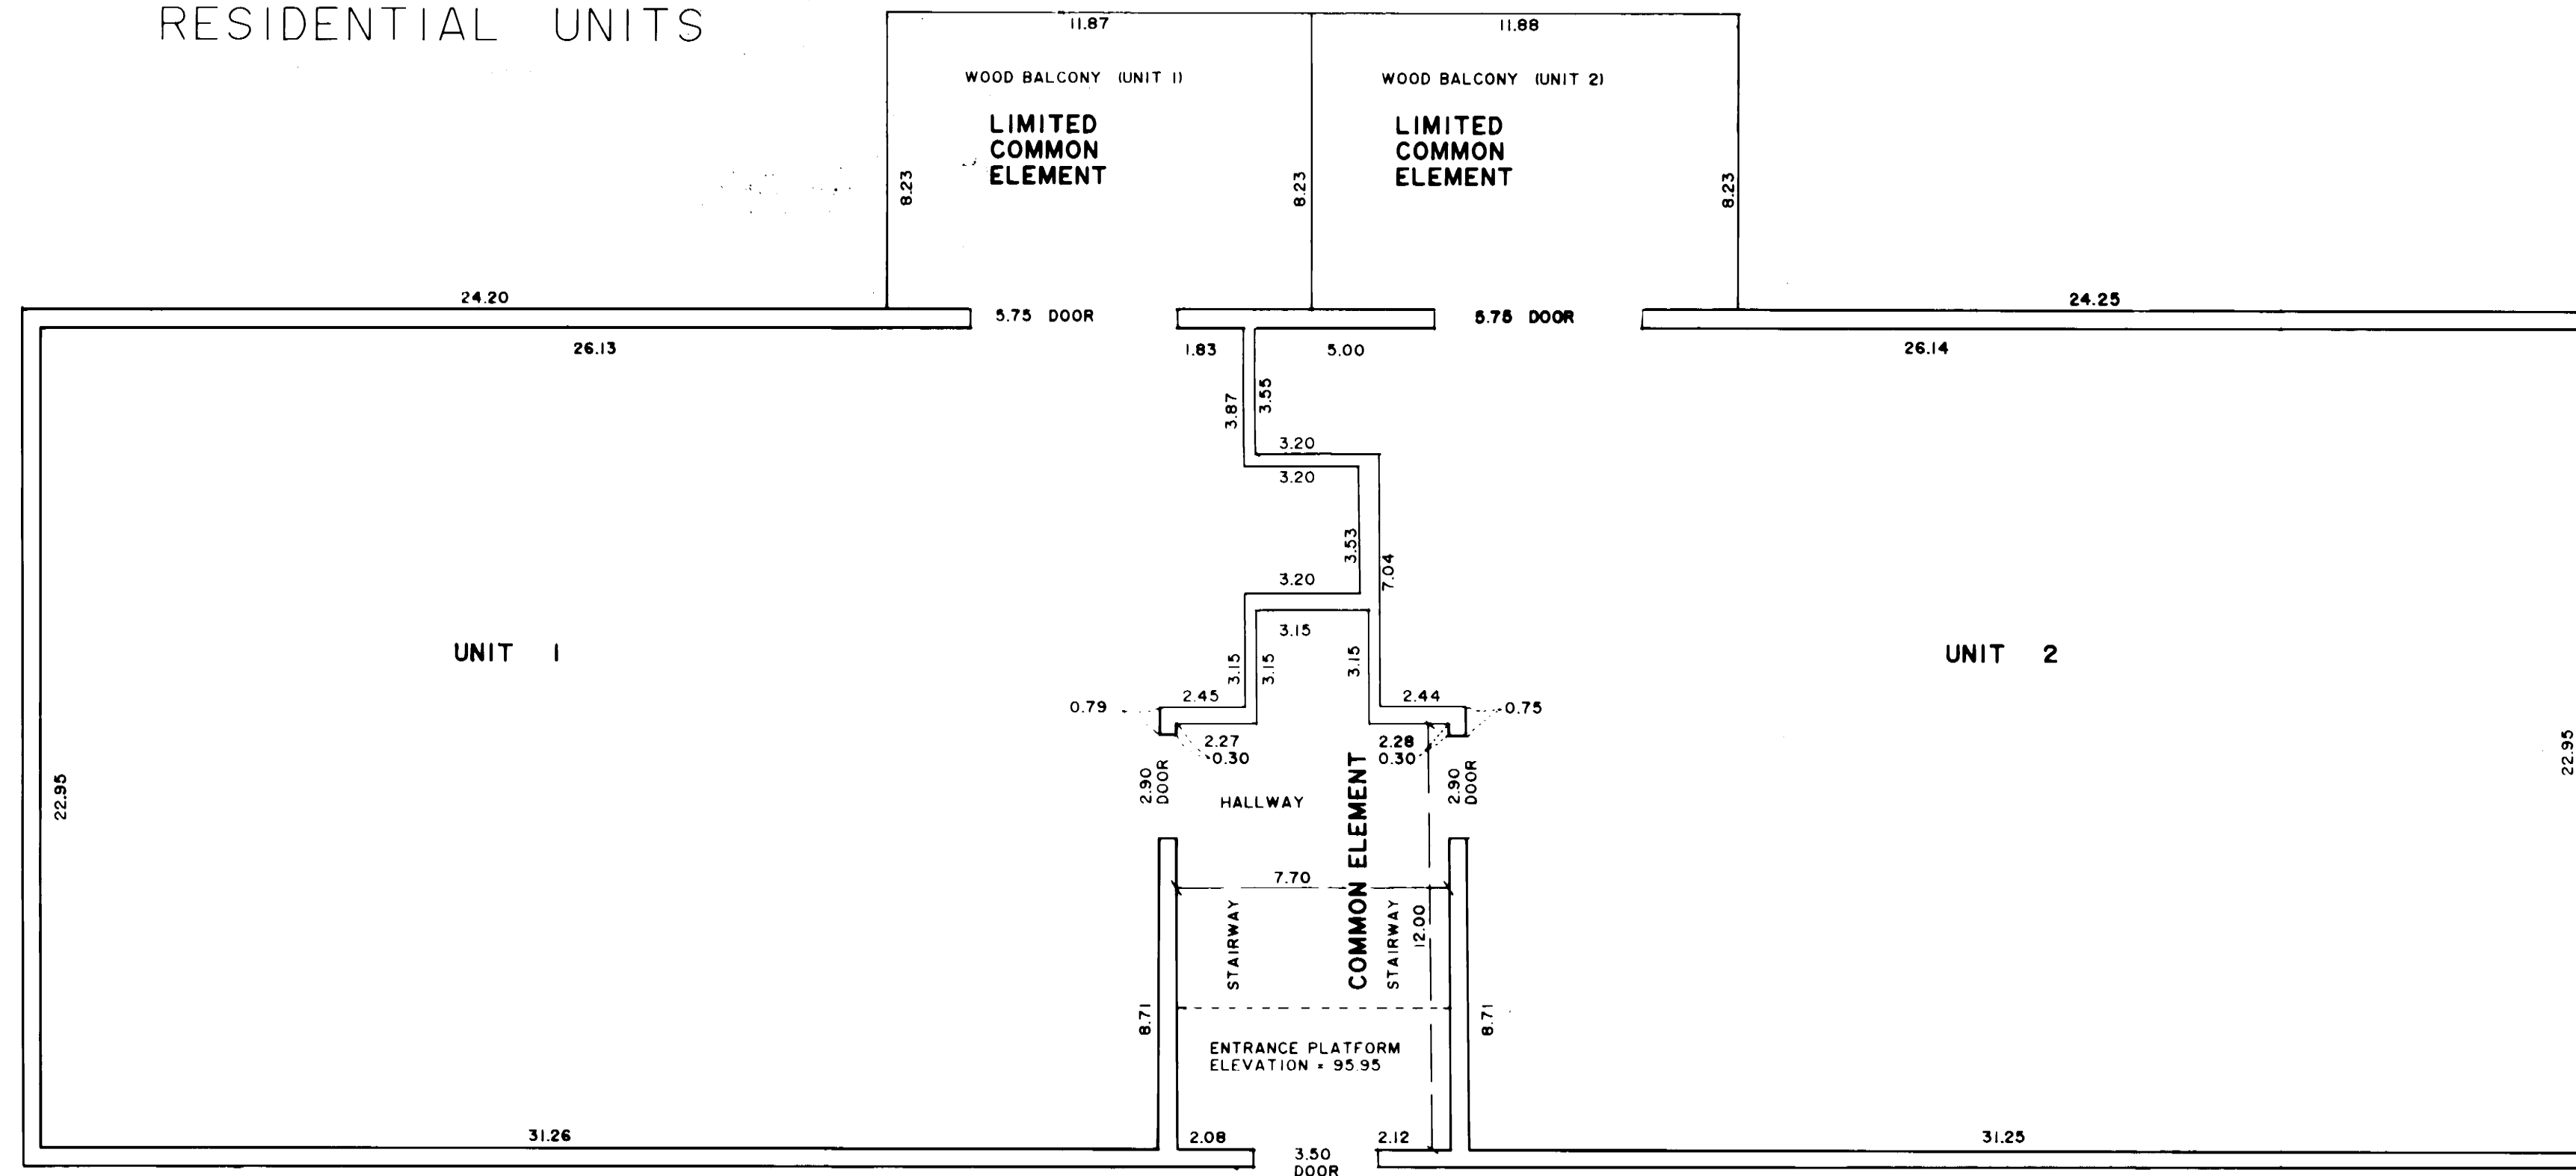 RESIDENTIAL UNITS
11.87
11.88
WOOD BALCONY (UNIT 1)
WOOD BALCONY (UNIT 2)
LIMITED
COMMON
ELEMENT
LIMITED
COMMON
ELEMENT
8.23
8.23
8.23
24.20
5.75 DOOR
5.75 DOOR
24.25
26.13
1.83
5.00
26.14
3.87
3.55
3.20
3.20
3.53
7.04
3.20
3.15
UNIT 1
UNIT 2
3.15
3.15
3.15
2.45
2.44
0.79
0.75
2.27
0.30
2.28
0.30
2.90
DOOR
2.90
DOOR
22.95
22.95
HALLWAY
COMMON ELEMENT
7.70
STAIRWAY
STAIRWAY
12.00
8.71
8.71
ENTRANCE PLATFORM
ELEVATION = 95.95
31.26
2.08
2.12
31.25
3.50
DOOR